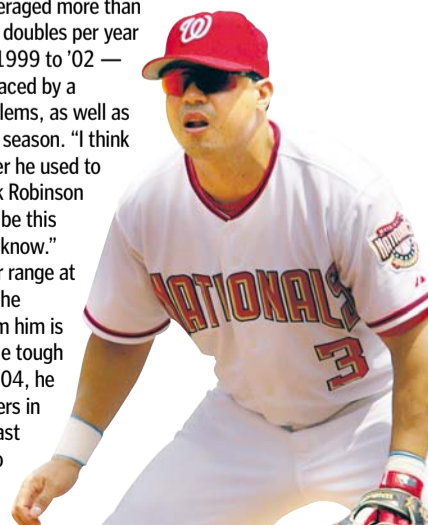 eraged more than
doubles per year
1999 to ’02 —
aced by a
lems, as well as
season. “I think
er he used to
k Robinson
be this
know.”
r range at
he
m him is
e tough
04, he
ers in
ast
W
NATIONALS
3
NATIONALS